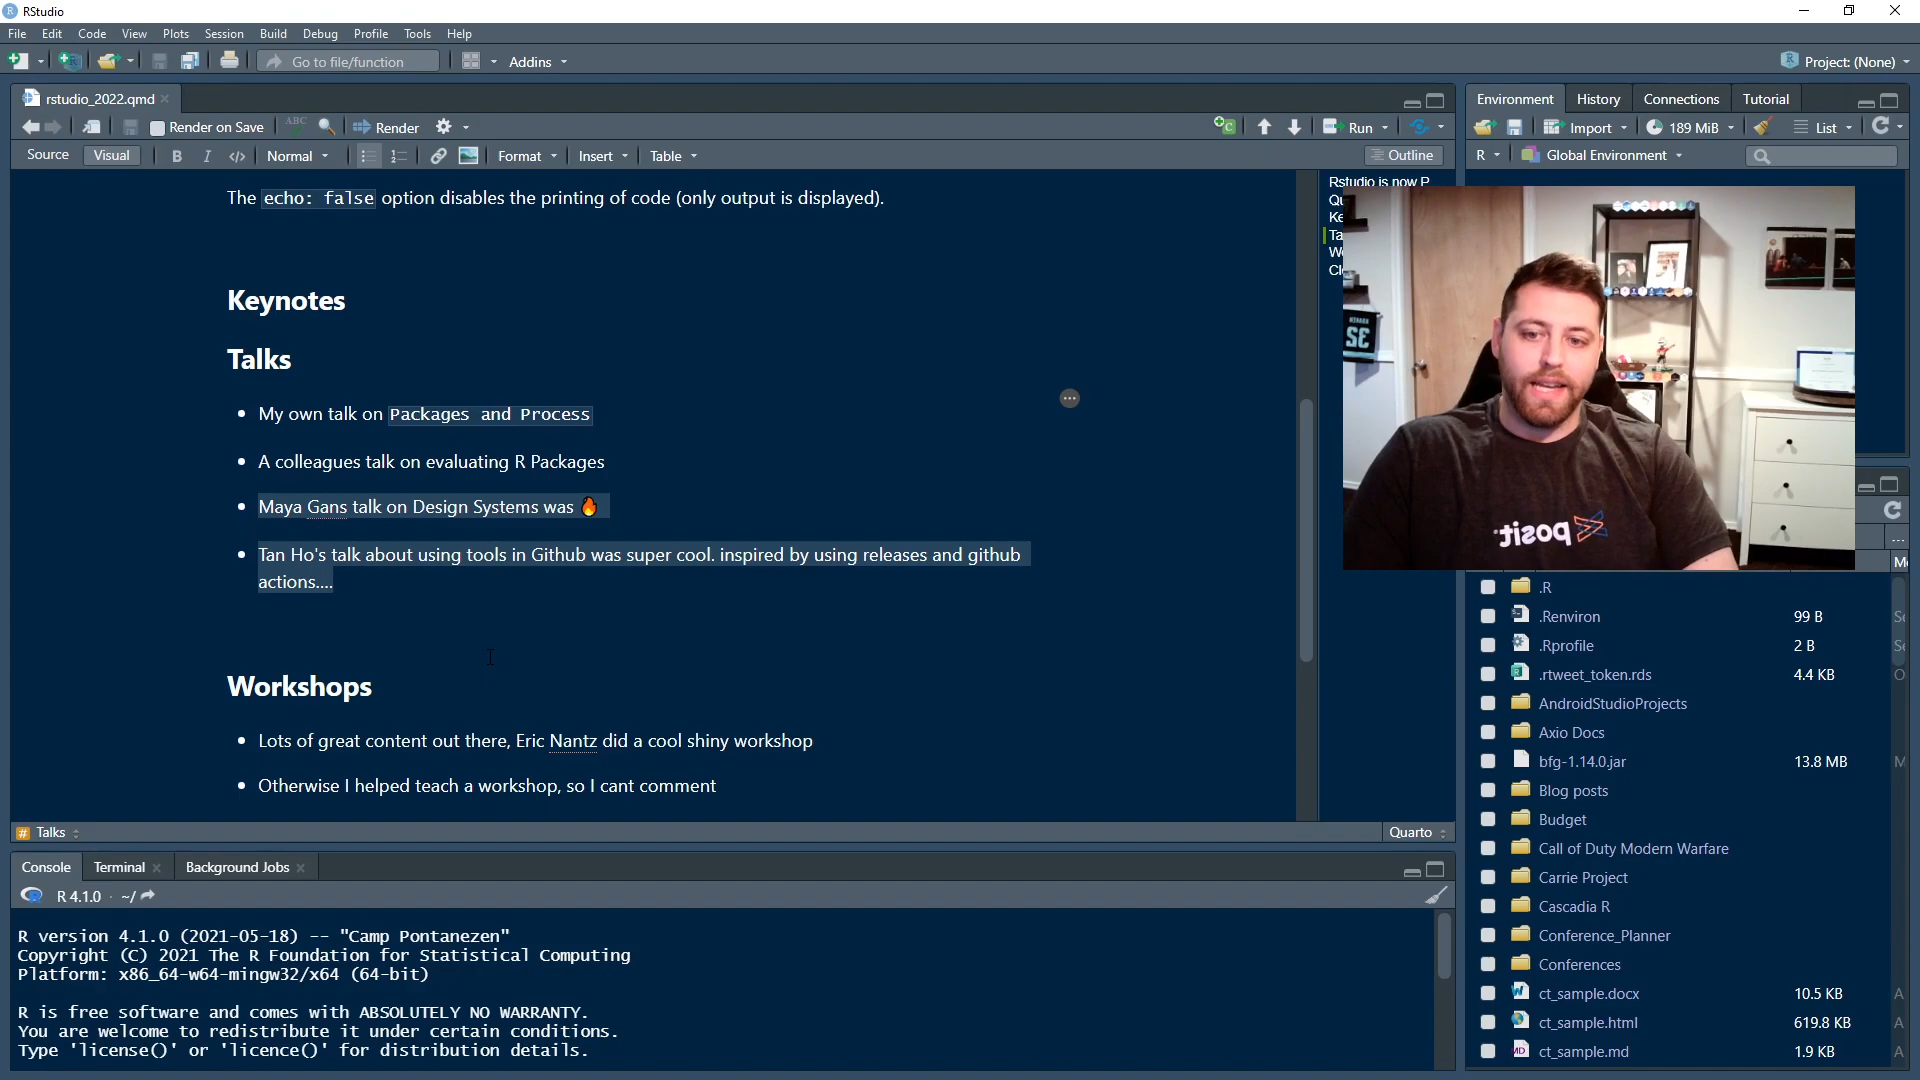 RStudio
File Edit Code View Plots Session Build Debug Profile Tools Help
Go to file/function Addins Project: (None)
rstudio_2022.qmd
Render on Save Render Run
Source Visual B I </> Normal Format Insert Table Outline
The echo: false option disables the printing of code (only output is displayed).
Keynotes
Talks
My own talk on Packages and Process
A colleagues talk on evaluating R Packages
Maya Gans talk on Design Systems was 🔥
Tan Ho's talk about using tools in Github was super cool. inspired by using releases and github
actions....
Workshops
Lots of great content out there, Eric Nantz did a cool shiny workshop
Otherwise I helped teach a workshop, so I cant comment
Talks Quarto
Rstudio is now P
Environment History Connections Tutorial
Import 189 MiB List
R Global Environment
posit
.R
.Renviron 99 B
.Rprofile 2 B
.rtweet_token.rds 4.4 KB
AndroidStudioProjects
Axio Docs
bfg-1.14.0.jar 13.8 MB
Blog posts
Budget
Call of Duty Modern Warfare
Carrie Project
Cascadia R
Conference_Planner
Conferences
ct_sample.docx 10.5 KB
ct_sample.html 619.8 KB
ct_sample.md 1.9 KB
Console Terminal Background Jobs
R 4.1.0 · ~/
R version 4.1.0 (2021-05-18) -- "Camp Pontanezen"
Copyright (C) 2021 The R Foundation for Statistical Computing
Platform: x86_64-w64-mingw32/x64 (64-bit)
R is free software and comes with ABSOLUTELY NO WARRANTY.
You are welcome to redistribute it under certain conditions.
Type 'license()' or 'licence()' for distribution details.